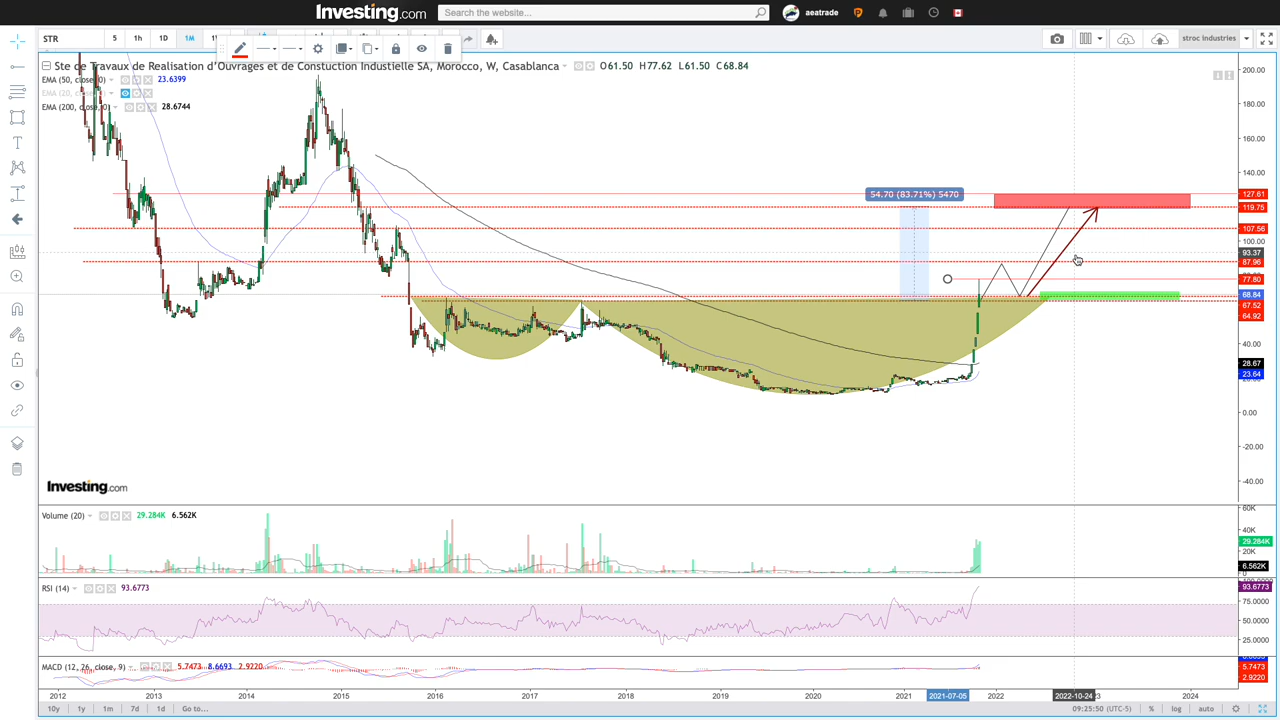 Investing.com
Search the website...
aeatrade
STR
5
1h
1D
1M
stroc industries
Ste de Travaux de Realisation d'Ouvrages et de Constuction Industielle SA, Morocco, W, Casablanca
O61.50 H77.62 L61.50 C68.84
EMA (50, close, 0)
23.6399
EMA (20, close, 0)
EMA (200, close, 0)
28.6744
54.70 (83.71%) 5470
200.00
180.00
160.00
140.00
127.61
119.75
107.56
100.00
93.37
87.96
77.80
68.84
67.52
64.92
40.00
28.67
23.64
0.00
-20.00
-40.00
Investing.com
Volume (20)
29.284K 6.562K
60K
40K
29.284K
20K
6.562K
RSI (14)
93.6773
93.6773
75.0000
50.0000
25.0000
MACD (12, 26, close, 9)
5.7473 8.6693 2.9220
5.7473
2.9220
2012
2013
2014
2015
2016
2017
2018
2019
2020
2021
2021-07-05
2022
2022-10-24
2024
10y
1y
1m
7d
1d
Go to...
09:25:50 (UTC-5)
%
log
auto